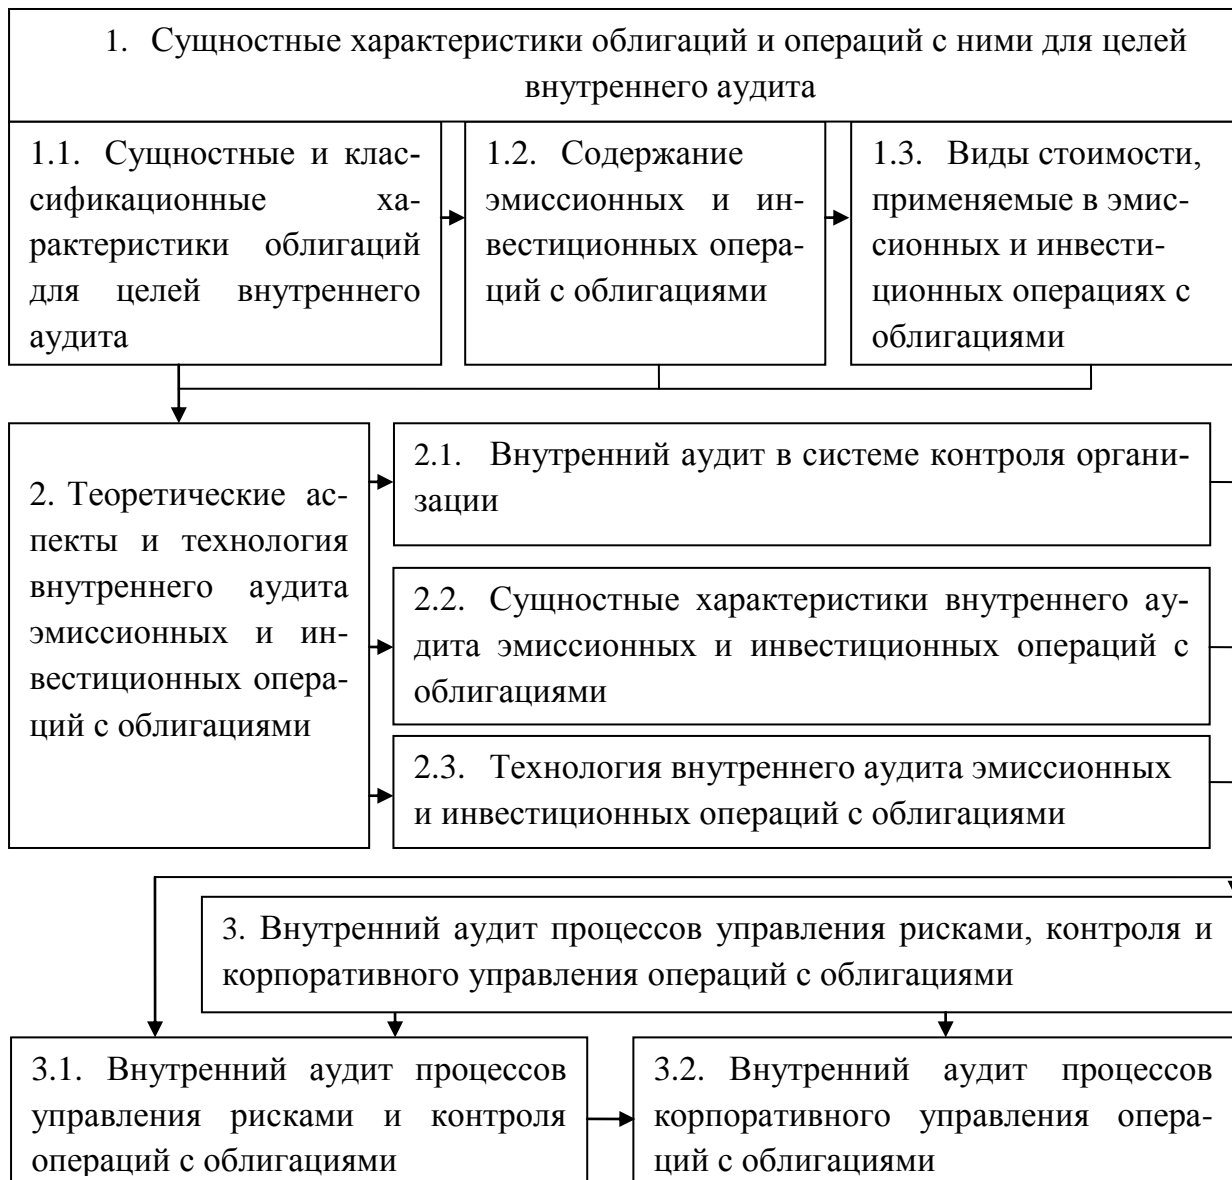 1. Сущностные характеристики облигаций и операций с ними для целей
внутреннего аудита
1.1. Сущностные и клас-
сификационные ха-
рактеристики облигаций
для целей внутреннего
аудита
1.2. Содержание
эмиссионных и ин-
вестиционных опера-
ций с облигациями
1.3. Виды стоимости,
применяемые в эмис-
сионных и инвести-
ционных операциях с
облигациями
2. Теоретические ас-
пекты и технология
внутреннего аудита
эмиссионных и ин-
вестиционных опера-
ций с облигациями
2.1. Внутренний аудит в системе контроля органи-
зации
2.2. Сущностные характеристики внутреннего ау-
дита эмиссионных и инвестиционных операций с
облигациями
2.3. Технология внутреннего аудита эмиссионных
и инвестиционных операций с облигациями
3. Внутренний аудит процессов управления рисками, контроля и
корпоративного управления операций с облигациями
3.1. Внутренний аудит процессов
управления рисками и контроля
операций с облигациями
3.2. Внутренний аудит процессов
корпоративного управления опера-
ций с облигациями